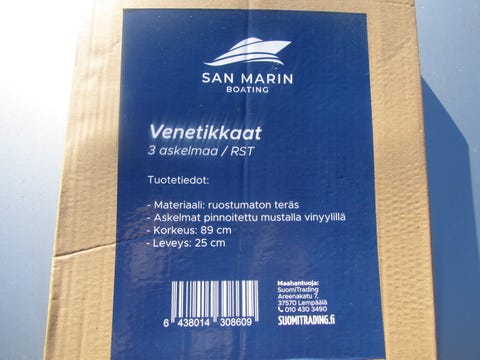 SAN MARIN
BOATING
Venetikkaat
3 askelmaa / RST
Tuotetiedot:
- Materiaali: ruostumaton teräs
- Askelmat pinnoitettu mustalla vinyylillä
- Korkeus: 89 cm
- Leveys: 25 cm
Maahantuoja:
SuomiTrading
Areenakatu 7,
37570 Lempäälä
010 430 3490
SUOMITRADING.fi
6 438014 308609